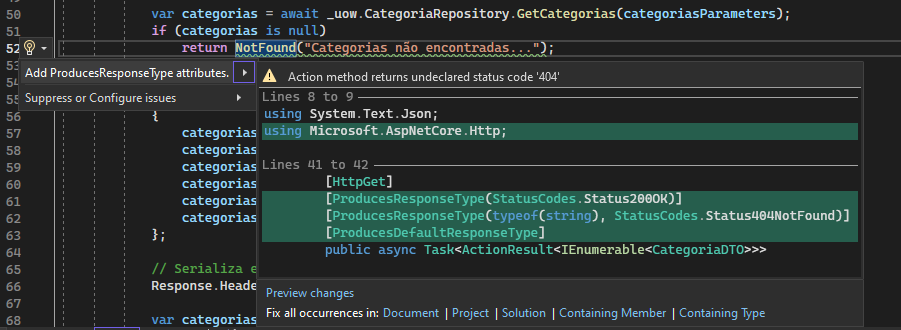 50
var categorias = await _uow.CategoriaRepository.GetCategorias(categoriasParameters);
51
if (categorias is null)
52
return NotFound("Categorias não encontradas...");
Add ProducesResponseType attributes.
Suppress or Configure issues
Action method returns undeclared status code '404'
Lines 8 to 9
using System.Text.Json;
using Microsoft.AspNetCore.Http;
Lines 41 to 42
[HttpGet]
[ProducesResponseType(StatusCodes.Status200OK)]
[ProducesResponseType(typeof(string), StatusCodes.Status404NotFound)]
[ProducesDefaultResponseType]
public async Task<ActionResult<IEnumerable<CategoriaDTO>>>
Preview changes
Fix all occurrences in: Document | Project | Solution | Containing Member | Containing Type
56 {
57 categorias
58 categorias
59 categorias
60 categorias
61 categorias
62 categorias
63 };
64
65 // Serializa e
66 Response.Heade
67
68 var categorias